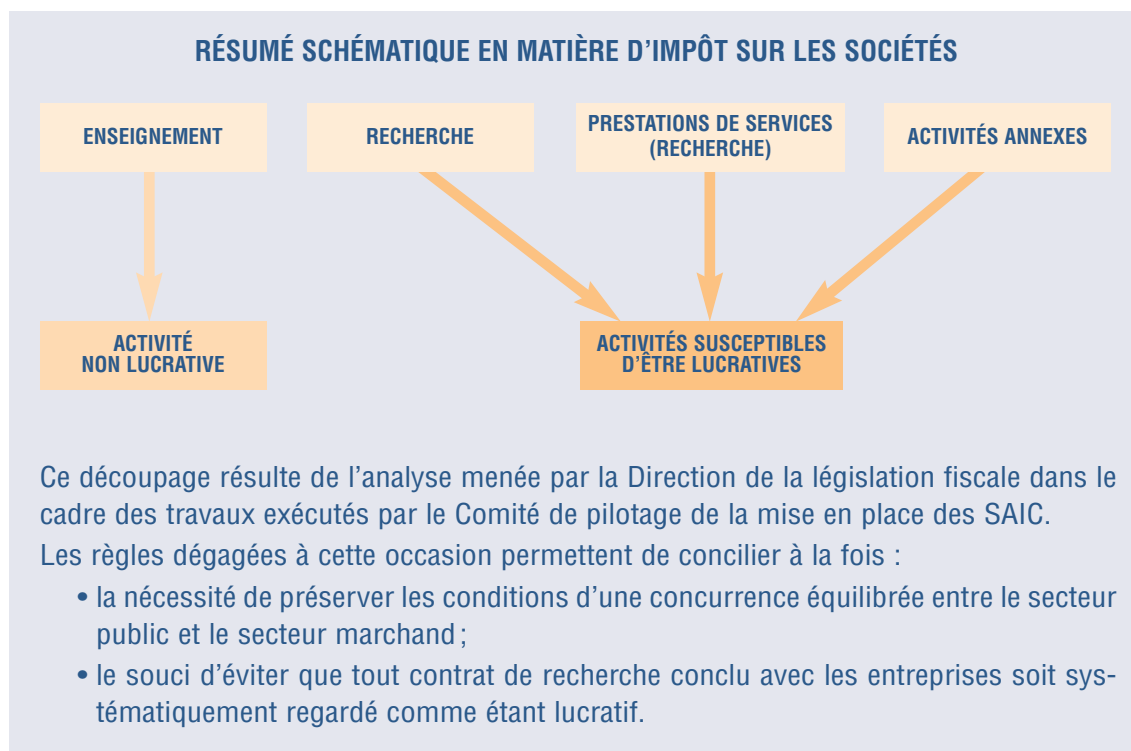 RÉSUMÉ SCHÉMATIQUE EN MATIÈRE D’IMPÔT SUR LES SOCIÉTÉS
ENSEIGNEMENT
RECHERCHE
PRESTATIONS DE SERVICES
(RECHERCHE)
ACTIVITÉS ANNEXES
ACTIVITÉ
NON LUCRATIVE
ACTIVITÉS SUSCEPTIBLES
D’ÊTRE LUCRATIVES
Ce découpage résulte de l’analyse menée par la Direction de la législation fiscale dans le
cadre des travaux exécutés par le Comité de pilotage de la mise en place des SAIC.
Les règles dégagées à cette occasion permettent de concilier à la fois :
• la nécessité de préserver les conditions d’une concurrence équilibrée entre le secteur
public et le secteur marchand ;
• le souci d’éviter que tout contrat de recherche conclu avec les entreprises soit sys-
tématiquement regardé comme étant lucratif.